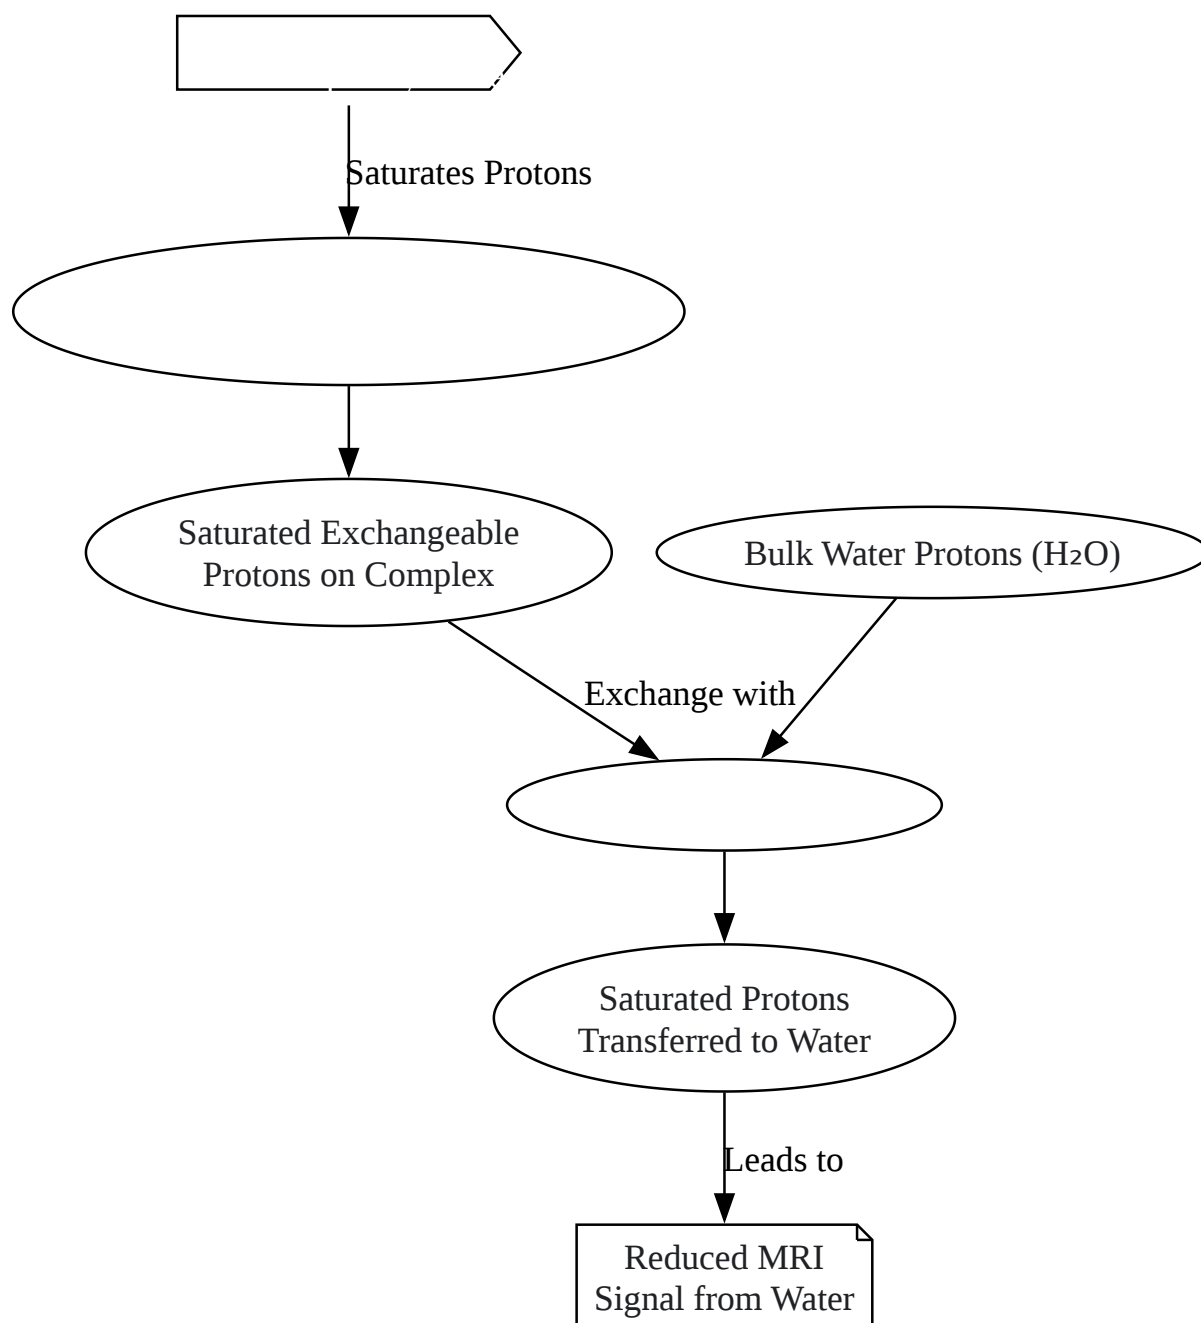 Saturates Protons
Saturated Exchangeable
Protons on Complex
Bulk Water Protons (H₂O)
Exchange with
Saturated Protons
Transferred to Water
Leads to
Reduced MRI
Signal from Water